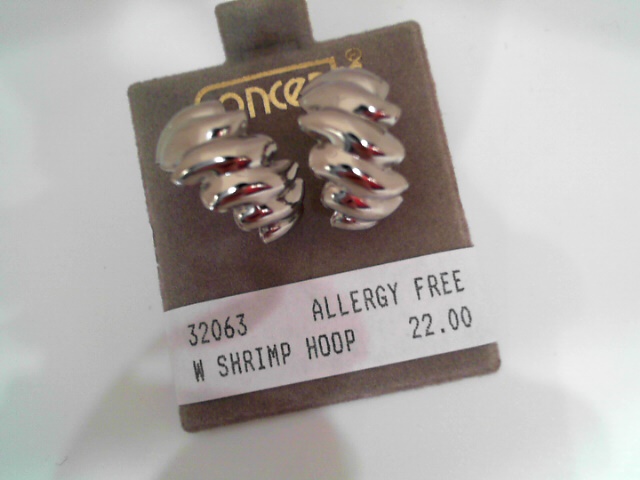 32063 ALLERGY FREE
W SHRIMP HOOP 22.00